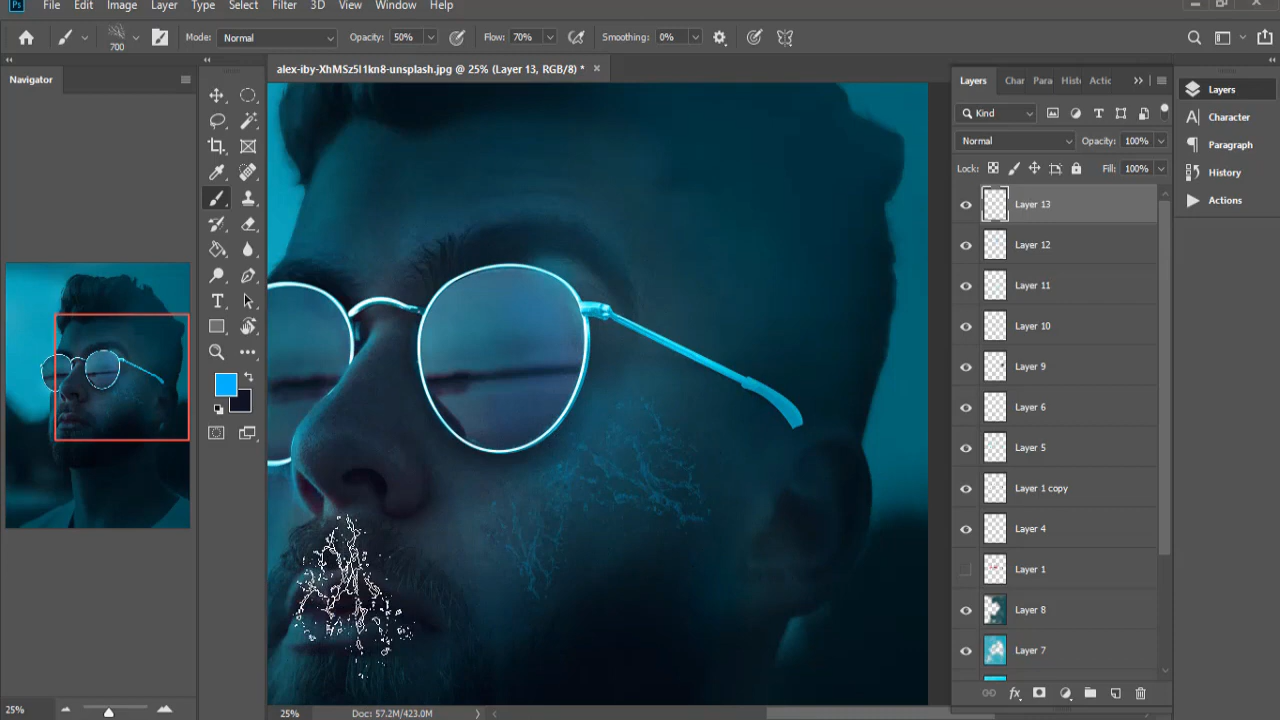 Ps File Edit Image Layer Type Select Filter 3D View Window Help
700 Mode: Normal Opacity: 50% Flow: 70% Smoothing: 0%
Navigator
alex-iby-XhMSz5l1kn8-unsplash.jpg @ 25% (Layer 13, RGB/8) *
Layers Char Para Hist Actic
Kind
Normal Opacity: 100%
Lock: Fill: 100%
Layer 13
Layer 12
Layer 11
Layer 10
Layer 9
Layer 6
Layer 5
Layer 1 copy
Layer 4
Layer 1
Layer 8
Layer 7
Layers
Character
Paragraph
History
Actions
25%
25% Doc: 57.2M/423.0M